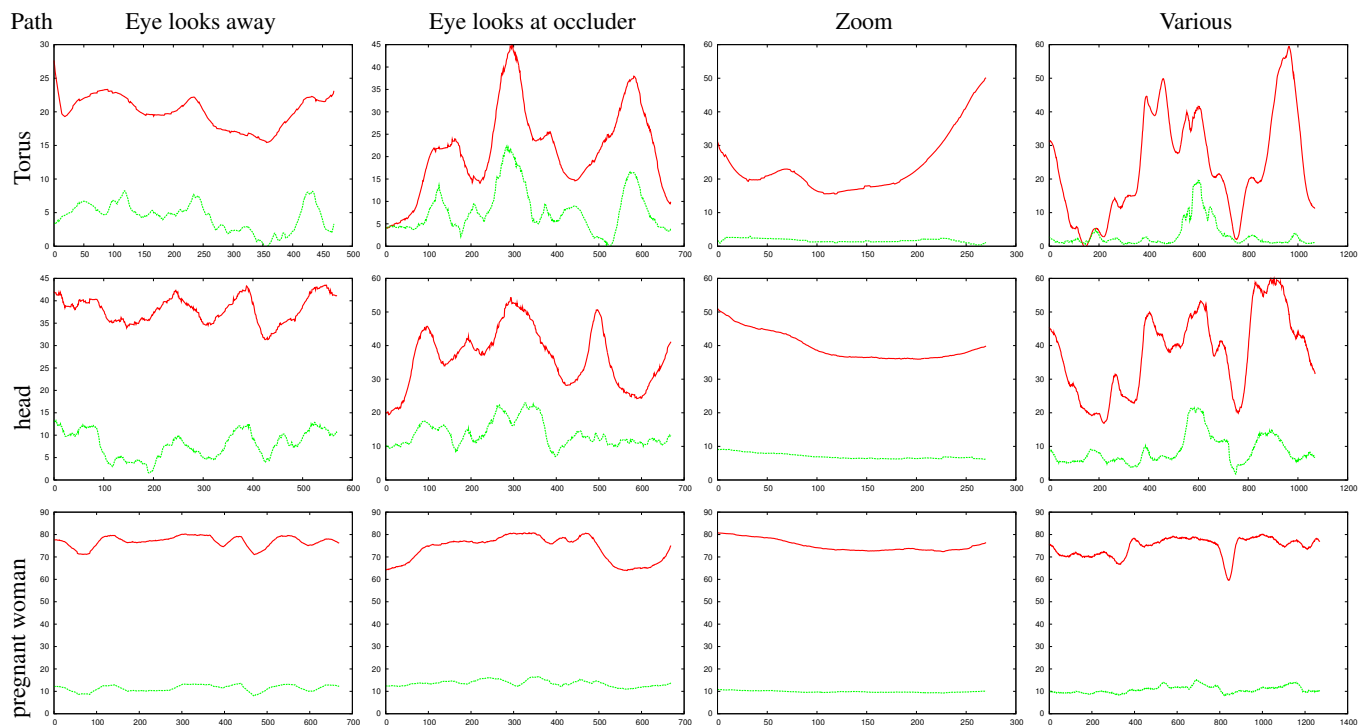 Path Eye looks away Eye looks at occluder Zoom Various
Torus
30 25 20 15 10 5 0
0 50 100 150 200 250 300 350 400 450 500
45 40 35 30 25 20 15 10 5 0
0 100 200 300 400 500 600 700
60 50 40 30 20 10 0
0 50 100 150 200 250 300
60 50 40 30 20 10 0
0 200 400 600 800 1000 1200
head
45 40 35 30 25 20 15 10 5 0
0 100 200 300 400 500 600
60 50 40 30 20 10 0
0 100 200 300 400 500 600 700
60 50 40 30 20 10 0
0 50 100 150 200 250 300
60 50 40 30 20 10 0
0 200 400 600 800 1000 1200
pregnant woman
90 80 70 60 50 40 30 20 10 0
0 100 200 300 400 500 600 700
90 80 70 60 50 40 30 20 10 0
0 100 200 300 400 500 600 700
90 80 70 60 50 40 30 20 10 0
0 50 100 150 200 250 300
90 80 70 60 50 40 30 20 10 0
0 200 400 600 800 1000 1200 1400